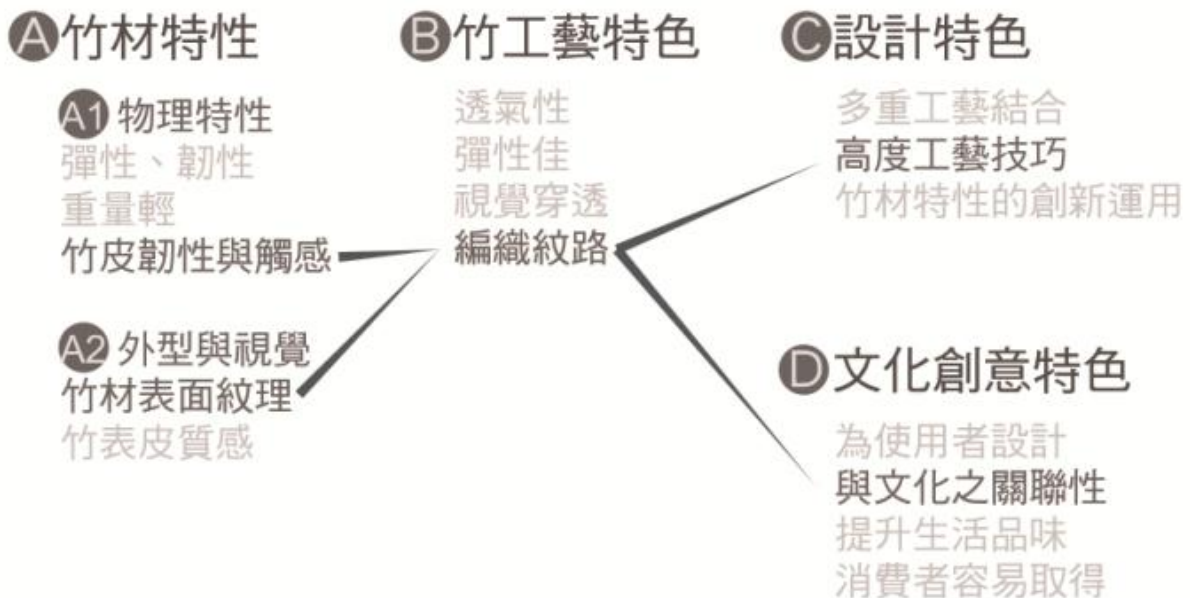 A 竹材特性
A1 物理特性
彈性、韌性
重量輕
竹皮韌性與觸感
A2 外型與視覺
竹材表面紋理
竹表皮質感
B 竹工藝特色
透氣性
彈性佳
視覺穿透
編織紋路
C 設計特色
多重工藝結合
高度工藝技巧
竹材特性的創新運用
D 文化創意特色
為使用者設計
與文化之關聯性
提升生活品味
消費者容易取得